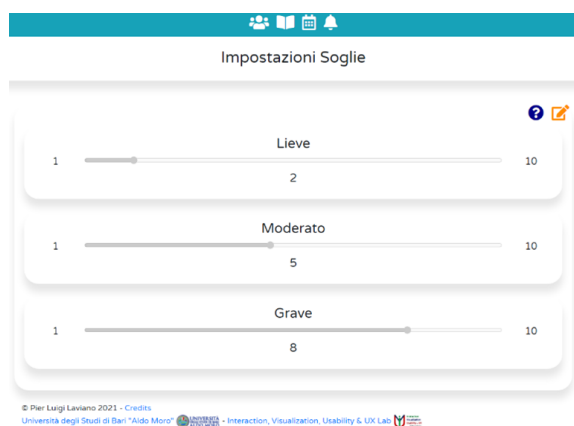 Impostazioni Soglie
Lieve
1 10
2
Moderato
1 10
5
Grave
1 10
8
© Pier Luigi Laviano 2021 - Credits
Università degli Studi di Bari "Aldo Moro" - Interaction, Visualization, Usability & UX Lab